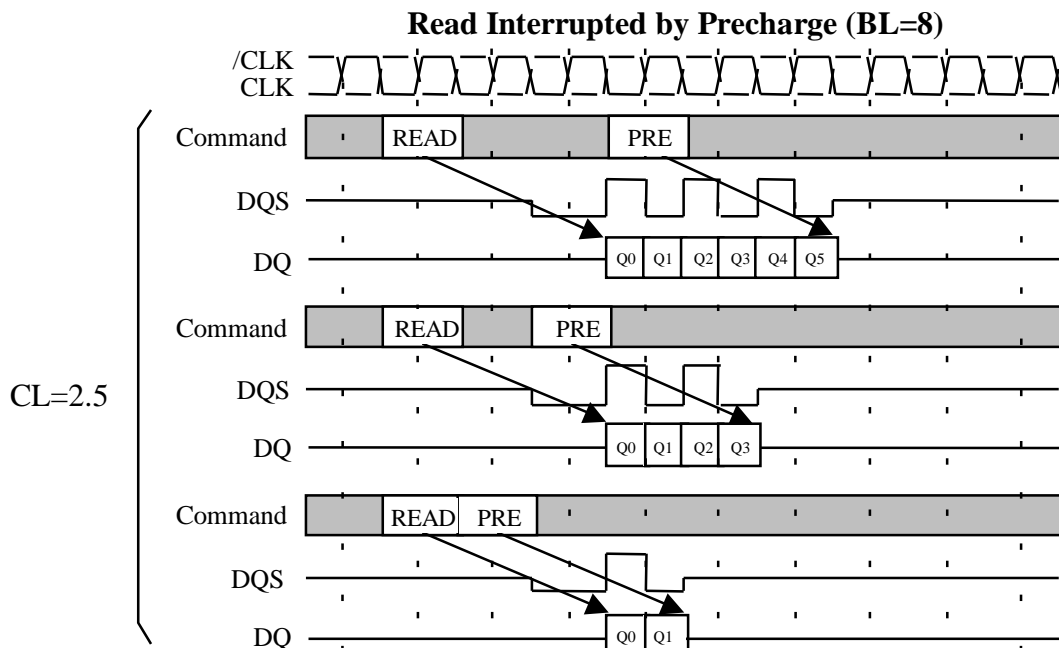 Read Interrupted by Precharge (BL=8)
/CLK
CLK
Command READ PRE
DQS
DQ Q0 Q1 Q2 Q3 Q4 Q5
CL=2.5
Command READ PRE
DQS
DQ Q0 Q1 Q2 Q3
Command READ PRE
DQS
DQ Q0 Q1